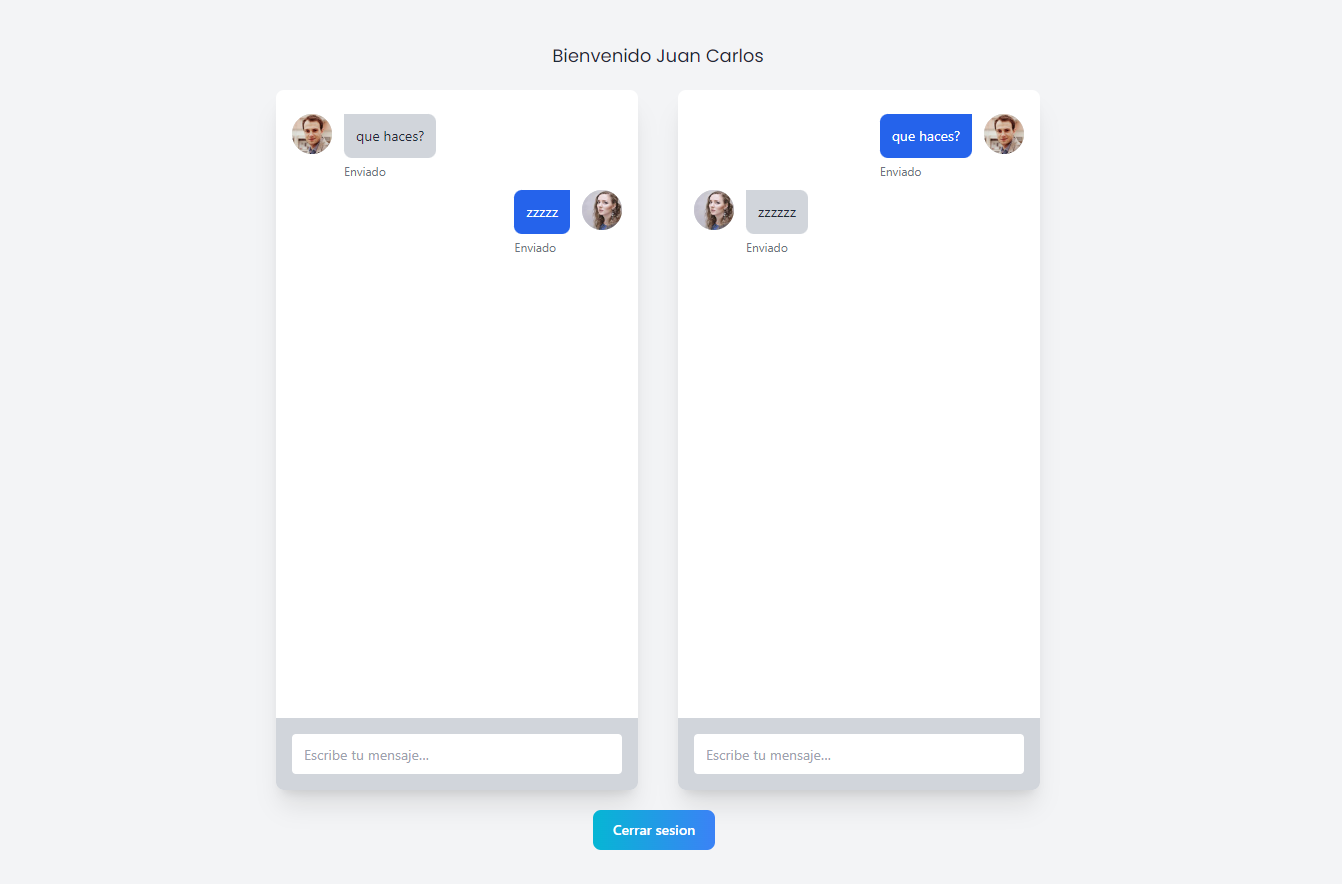 Bienvenido Juan Carlos
que haces?
Enviado
zzzzz
Enviado
Escribe tu mensaje...
que haces?
Enviado
zzzzzz
Enviado
Escribe tu mensaje...
Cerrar sesion